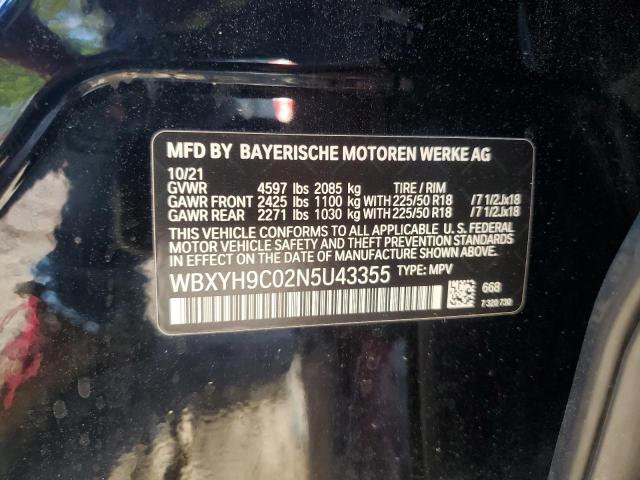 MFD BY BAYERISCHE MOTOREN WERKE AG
10/21
GVWR 4597 lbs 2085 kg TIRE / RIM
GAWR FRONT 2425 lbs 1100 kg WITH 225/50 R18 /7 1/2Jx18
GAWR REAR 2271 lbs 1030 kg WITH 225/50 R18 /7 1/2Jx18
THIS VEHICLE CONFORMS TO ALL APPLICABLE U. S. FEDERAL
MOTOR VEHICLE SAFETY AND THEFT PREVENTION STANDARDS
IN EFFECT ON THE DATE OF MANUFACTURE SHOWN ABOVE.
WBXYH9C02N5U43355 TYPE: MPV
668
7 320 730